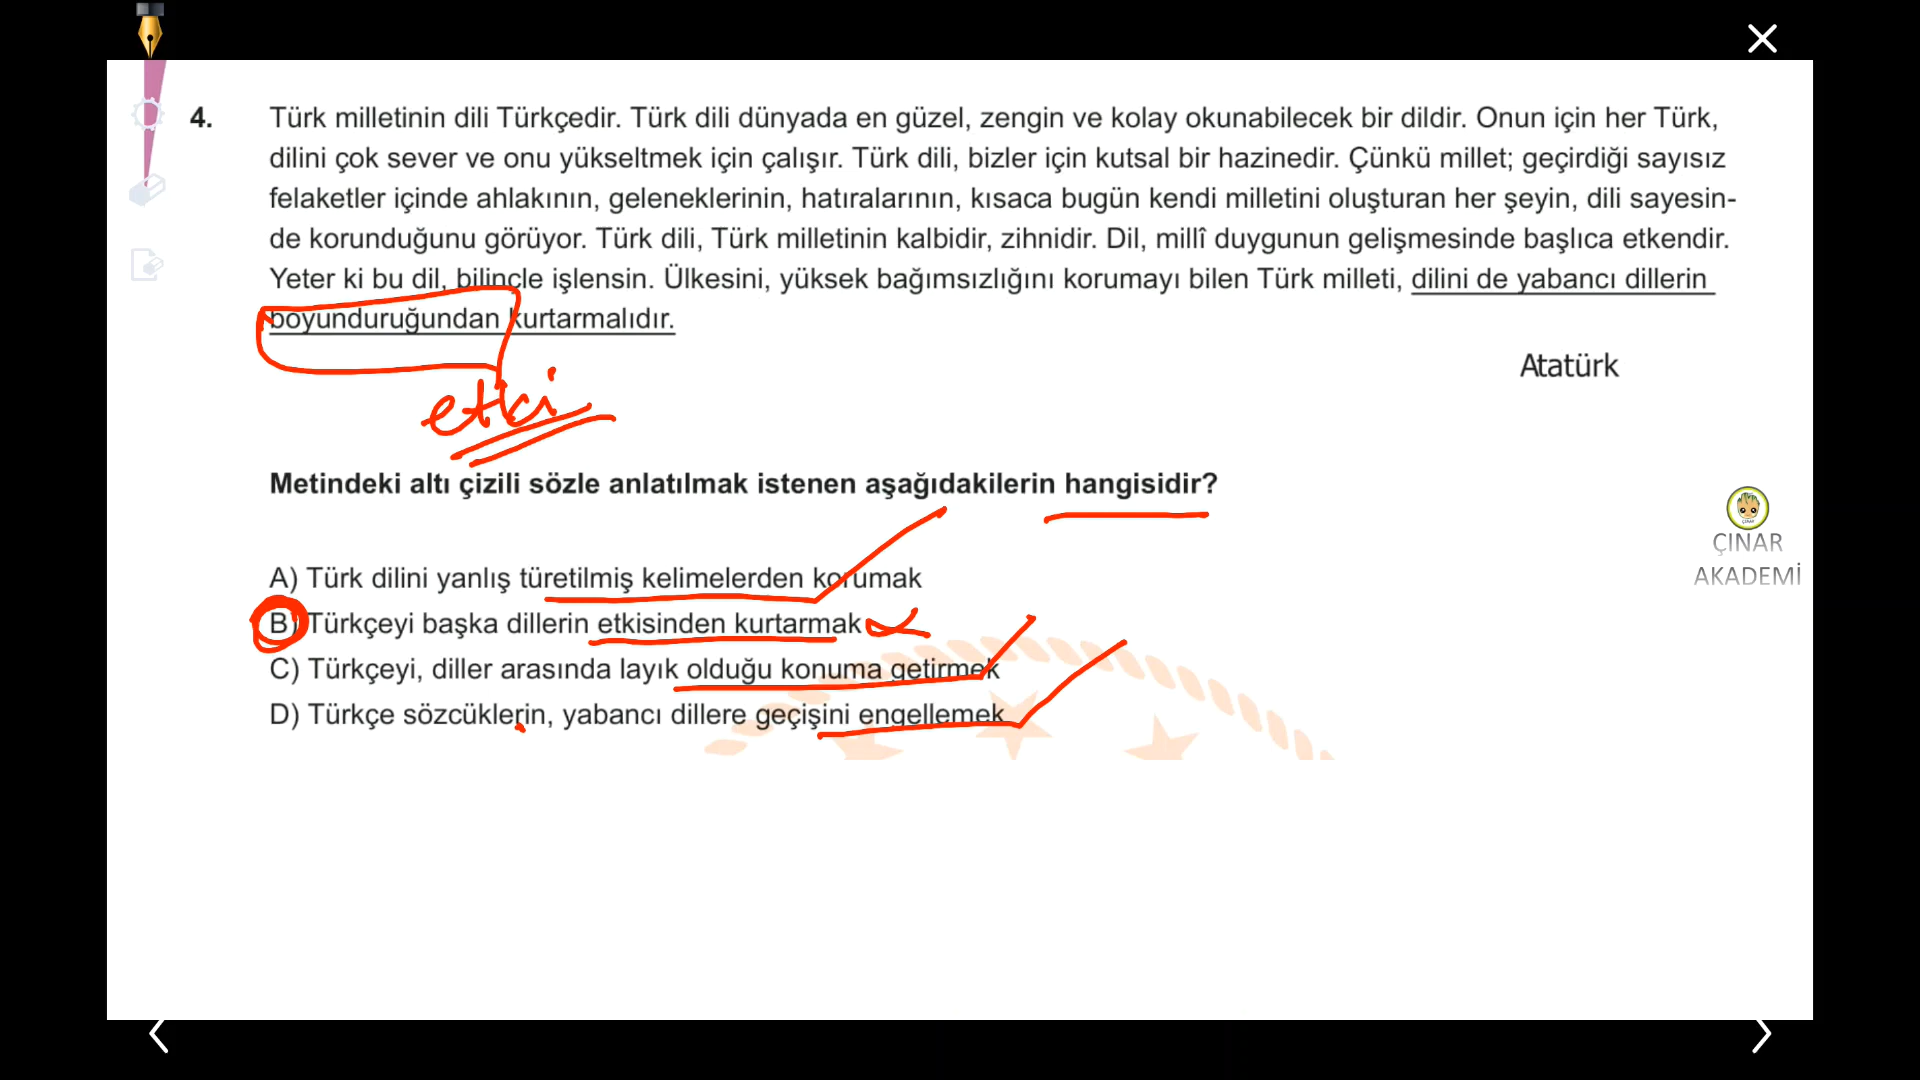 4. Türk milletinin dili Türkçedir. Türk dili dünyada en güzel, zengin ve kolay okunabilecek bir dildir. Onun için her Türk,
dilini çok sever ve onu yükseltmek için çalışır. Türk dili, bizler için kutsal bir hazinedir. Çünkü millet; geçirdiği sayısız
felaketler içinde ahlakının, geleneklerinin, hatıralarının, kısaca bugün kendi milletini oluşturan her şeyin, dili sayesin-
de korunduğunu görüyor. Türk dili, Türk milletinin kalbidir, zihnidir. Dil, millî duygunun gelişmesinde başlıca etkendir.
Yeter ki bu dil, bilinçle işlensin. Ülkesini, yüksek bağımsızlığını korumayı bilen Türk milleti, dilini de yabancı dillerin
boyunduruğundan kurtarmalıdır.
Atatürk
etki
Metindeki altı çizili sözle anlatılmak istenen aşağıdakilerin hangisidir?
A) Türk dilini yanlış türetilmiş kelimelerden korumak
B) Türkçeyi başka dillerin etkisinden kurtarmak
C) Türkçeyi, diller arasında layık olduğu konuma getirmek
D) Türkçe sözcüklerin, yabancı dillere geçişini engellemek
ÇINAR
AKADEMİ